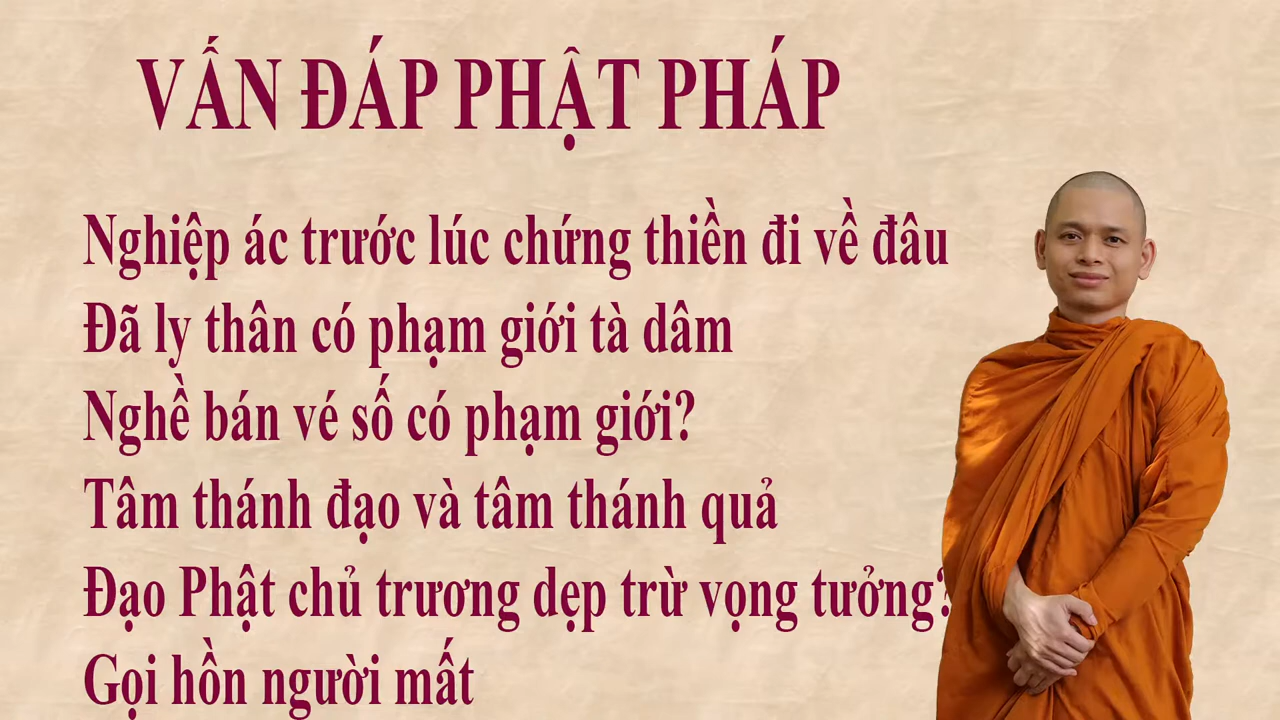 VẤN ĐÁP PHẬT PHÁP
Nghiệp ác trước lúc chứng thiền đi về đâu
Đã ly thân có phạm giới tà dâm
Nghề bán vé số có phạm giới?
Tâm thánh đạo và tâm thánh quả
Đạo Phật chủ trương dẹp trừ vọng tưởng?
Gọi hồn người mất